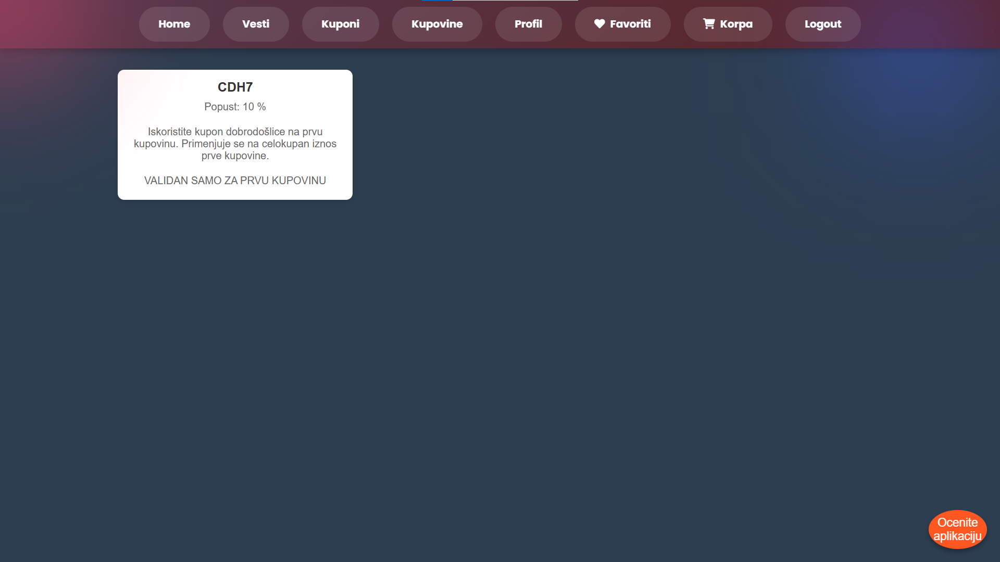 Home Vesti Kuponi Kupovine Profil Favoriti Korpa Logout
CDH7
Popust: 10 %
Iskoristite kupon dobrodošlice na prvu
kupovinu. Primenjuje se na celokupan iznos
prve kupovine.
VALIDAN SAMO ZA PRVU KUPOVINU
Ocenite
aplikaciju